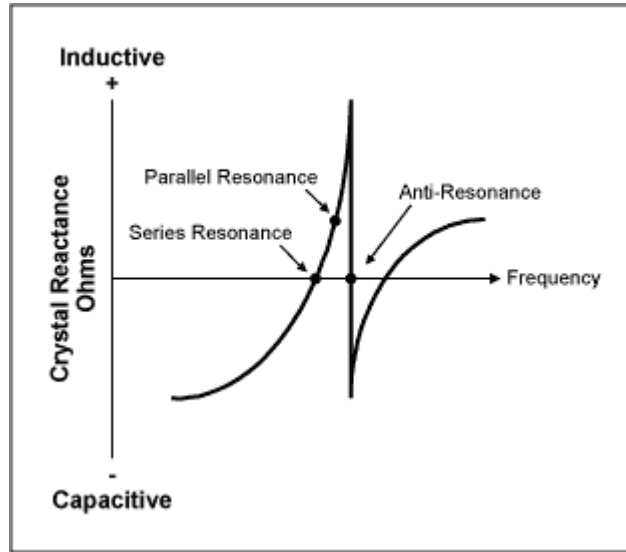 Inductive
+
Parallel Resonance
Anti-Resonance
Series Resonance
Crystal Reactance
Ohms
Frequency
-
Capacitive